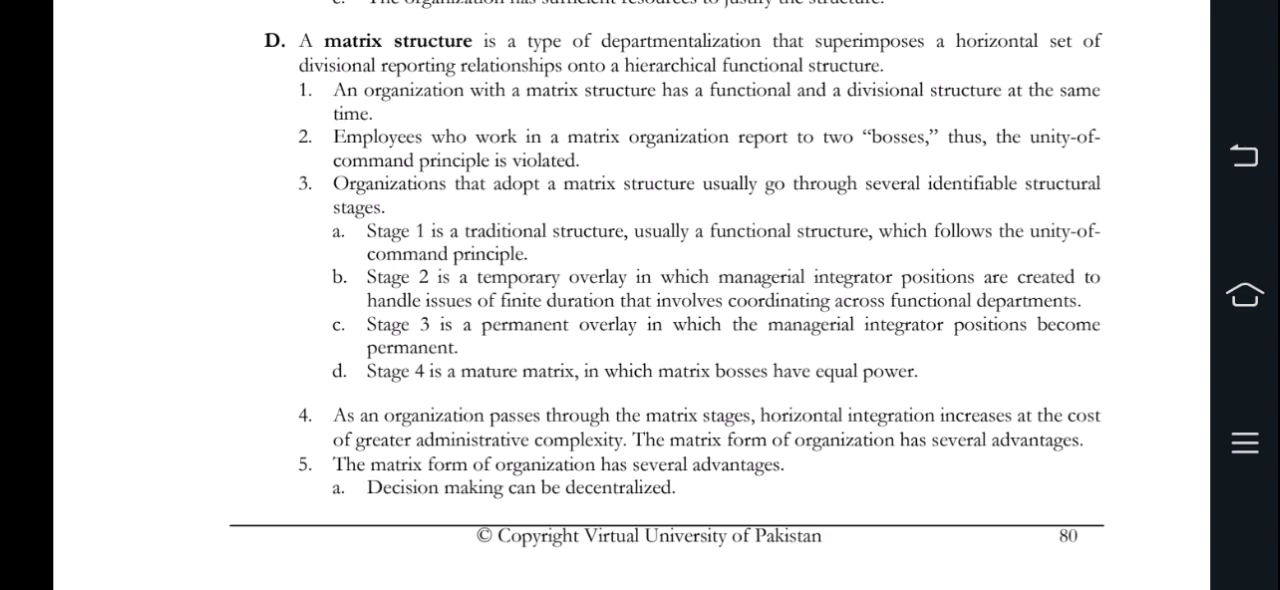 D. A matrix structure is a type of departmentalization that superimposes a horizontal set of
divisional reporting relationships onto a hierarchical functional structure.
1. An organization with a matrix structure has a functional and a divisional structure at the same
time.
2. Employees who work in a matrix organization report to two “bosses,” thus, the unity-of-
command principle is violated.
3. Organizations that adopt a matrix structure usually go through several identifiable structural
stages.
a. Stage 1 is a traditional structure, usually a functional structure, which follows the unity-of-
command principle.
b. Stage 2 is a temporary overlay in which managerial integrator positions are created to
handle issues of finite duration that involves coordinating across functional departments.
c. Stage 3 is a permanent overlay in which the managerial integrator positions become
permanent.
d. Stage 4 is a mature matrix, in which matrix bosses have equal power.
4. As an organization passes through the matrix stages, horizontal integration increases at the cost
of greater administrative complexity. The matrix form of organization has several advantages.
5. The matrix form of organization has several advantages.
a. Decision making can be decentralized.
© Copyright Virtual University of Pakistan 80